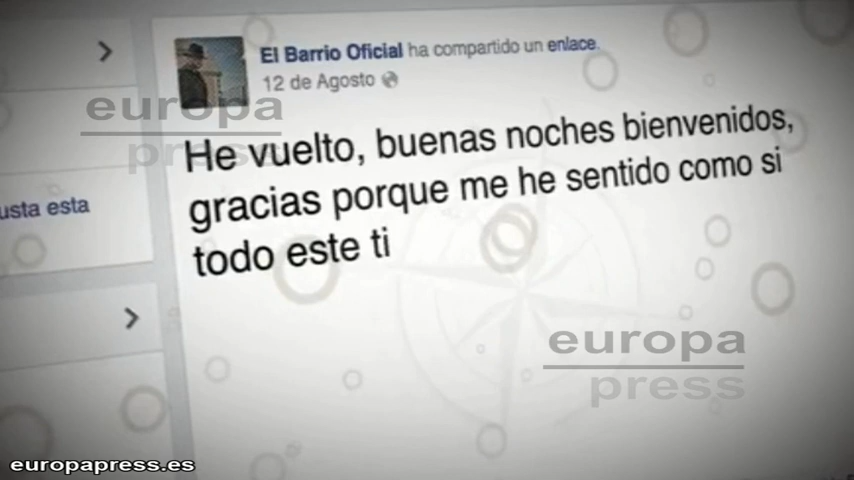 El Barrio Oficial ha compartido un enlace.
12 de Agosto
europa
press
He vuelto, buenas noches bienvenidos,
gracias porque me he sentido como si
todo este ti
usta esta
europa
press
europapress.es